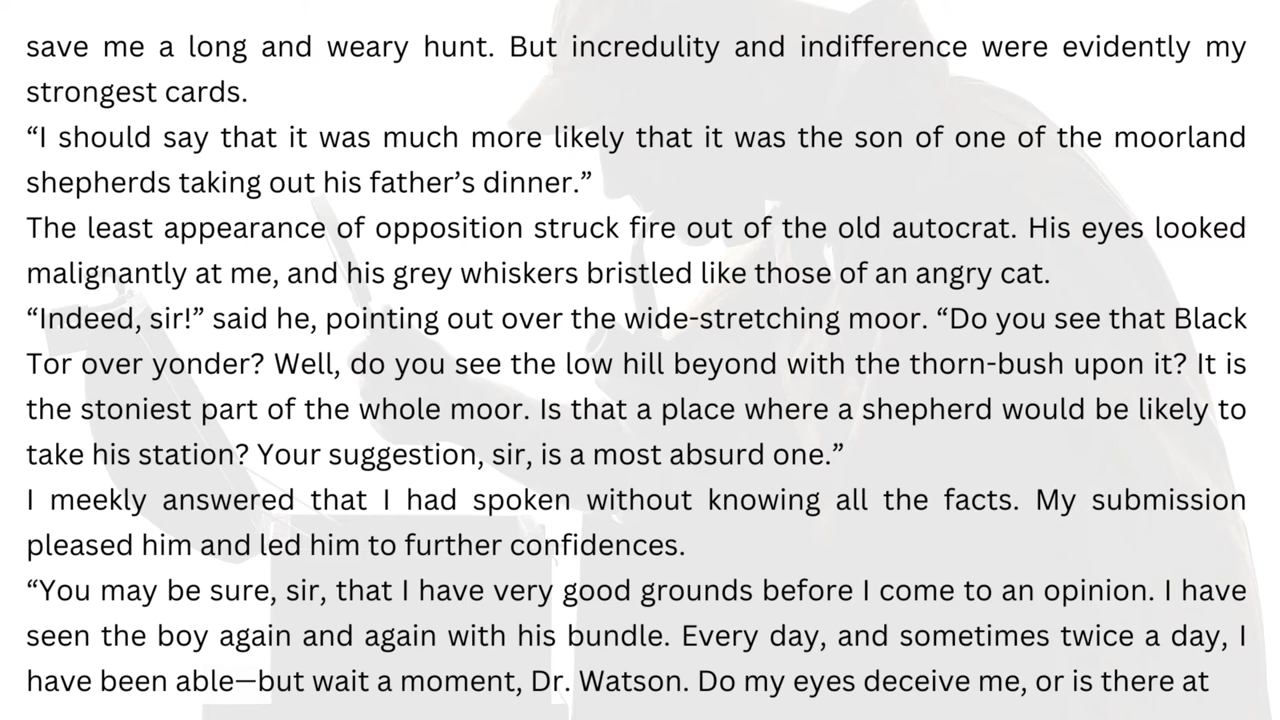 save me a long and weary hunt. But incredulity and indifference were evidently my
strongest cards.
“I should say that it was much more likely that it was the son of one of the moorland
shepherds taking out his father’s dinner.”
The least appearance of opposition struck fire out of the old autocrat. His eyes looked
malignantly at me, and his grey whiskers bristled like those of an angry cat.
“Indeed, sir!” said he, pointing out over the wide-stretching moor. “Do you see that Black
Tor over yonder? Well, do you see the low hill beyond with the thorn-bush upon it? It is
the stoniest part of the whole moor. Is that a place where a shepherd would be likely to
take his station? Your suggestion, sir, is a most absurd one.”
I meekly answered that I had spoken without knowing all the facts. My submission
pleased him and led him to further confidences.
“You may be sure, sir, that I have very good grounds before I come to an opinion. I have
seen the boy again and again with his bundle. Every day, and sometimes twice a day, I
have been able—but wait a moment, Dr. Watson. Do my eyes deceive me, or is there at